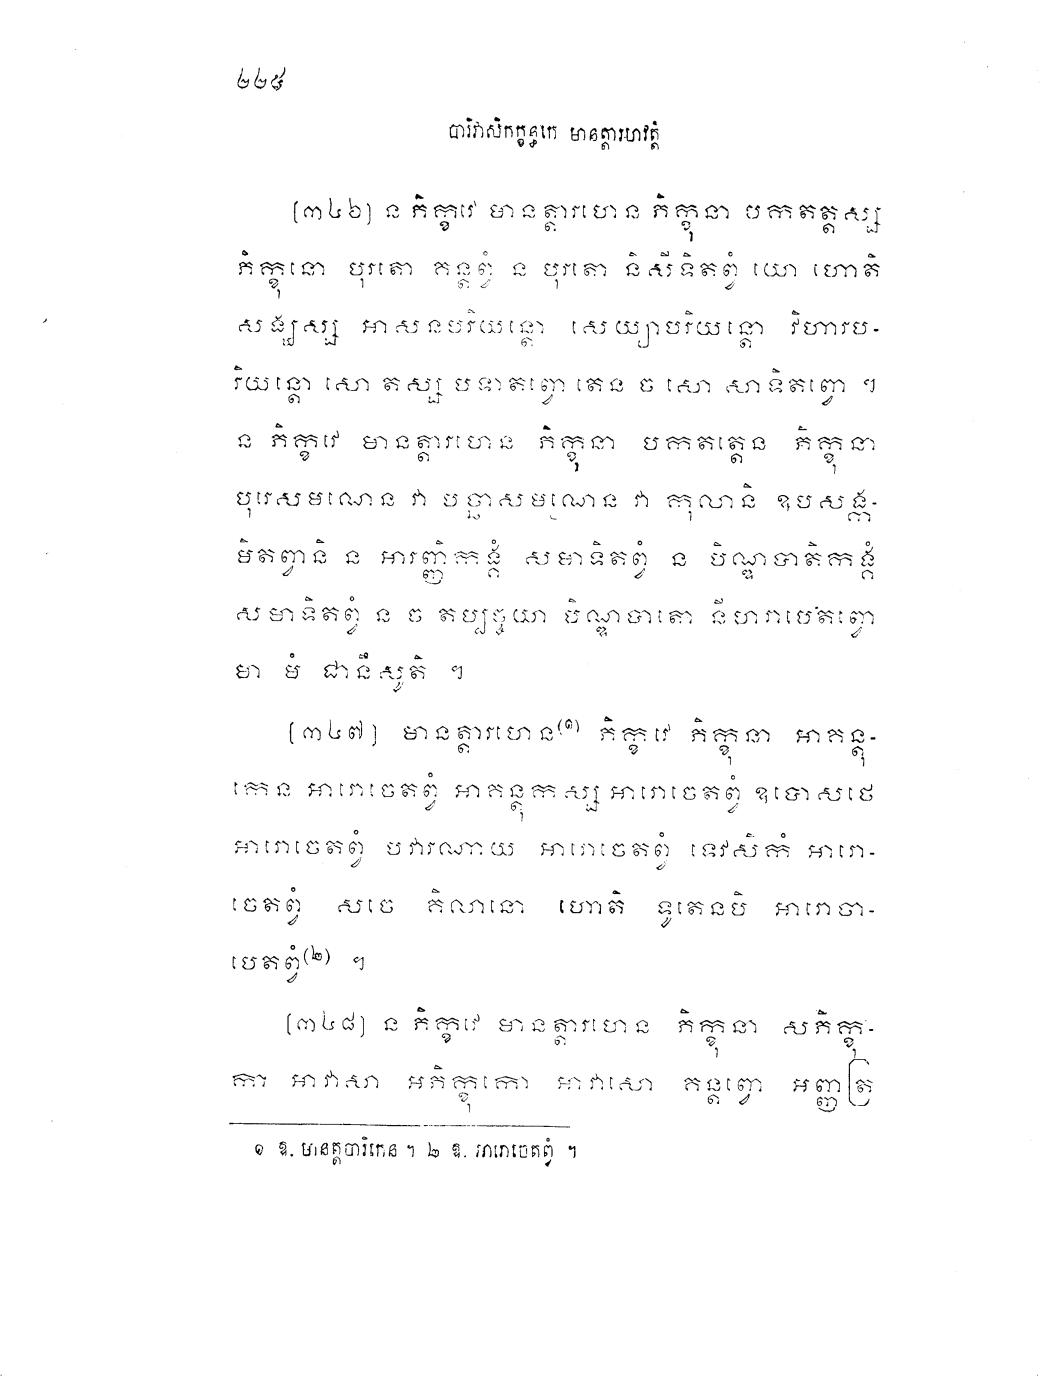 ២២៥
បារិវាសិកក្ខន្ធកេ មានត្តារហវត្តំ
[៣៤៦] ន ភិក្ខវេ មានត្តារហេន ភិក្ខុនា បកតត្តស្ស
ភិក្ខុនោ បុរតោ គន្តព្វំ ន បុរតោ និសីទិតព្វំ យោ ហោតិ
សង្ឃស្ស អាសនបរិយន្តោ សេយ្យាបរិយន្តោ វិហារប-
រិយន្តោ សោ តស្ស បទាតព្វោ តេន ច សោ សាទិតព្វោ ។
ន ភិក្ខវេ មានត្តារហេន ភិក្ខុនា បកតត្តេន ភិក្ខុនា
បុរេសមណេន វា បច្ឆាសមណេន វា កុលានិ ឧបសង្ក-
មិតព្វានិ ន អារញ្ញិកង្គំ សមាទិតព្វំ ន បិណ្ឌបាតិកង្គំ
សមាទិតព្វំ ន ច តប្បច្ចយា បិណ្ឌបាតោ នីហរាបេតព្វោ
មា មំ ជានឹសូតិ ។
[៣៤៧] មានត្តារហេន(១) ភិក្ខវេ ភិក្ខុនា អាគន្តុ-
កេន អារោចេតព្វំ អាគន្តុកស្ស អារោចេតព្វំ ឧបោសថេ
អារោចេតព្វំ បវារណាយ អារោចេតព្វំ ទេវសិកំ អារោ-
ចេតព្វំ សចេ គិលានោ ហោតិ ទូតេនបិ អារោចា-
បេតព្វំ(២) ។
[៣៤៨] ន ភិក្ខវេ មានត្តារហេន ភិក្ខុនា សភិក្ខុ-
កា អាវាសា អភិក្ខុកោ អាវាសោ គន្តព្វោ អញ្ញត្រ
១ ឱ. មានត្តចារិកេន ។ ២ ឱ. អារោចេតព្វំ ។